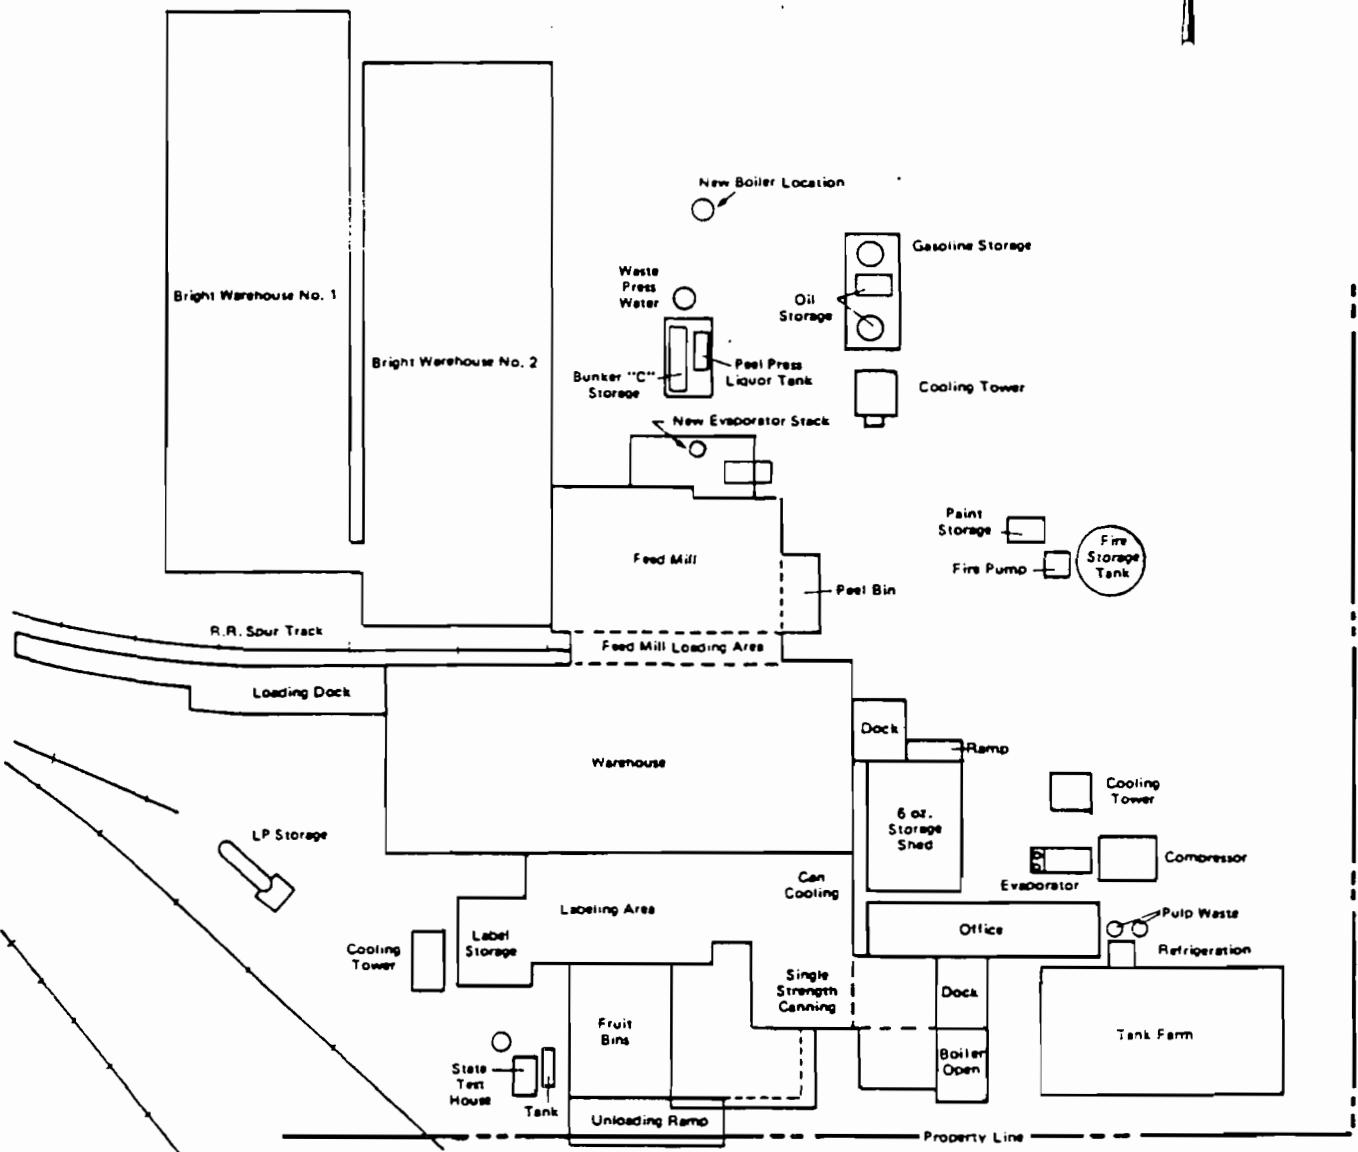 New Boiler Location
Gasoline Storage
Waste
Press
Water
Oil
Storage
Bright Warehouse No. 1
Bright Warehouse No. 2
Peel Press
Liquor Tank
Bunker "C"
Storage
Cooling Tower
New Evaporator Stack
Paint
Storage
Fire
Storage
Tank
Fire Pump
Feed Mill
Peel Bin
R.R. Spur Track
Feed Mill Loading Area
Loading Dock
Dock
Ramp
Warehouse
Cooling
Tower
6 oz.
Storage
Shed
LP Storage
Compressor
Evaporator
Can
Cooling
Labeling Area
Pulp Waste
Office
Label
Storage
Cooling
Tower
Refrigeration
Single
Strength
Canning
Dock
Fruit
Bins
Tank Farm
Boiler
Open
State
Test
House
Tank
Unloading Ramp
Property Line